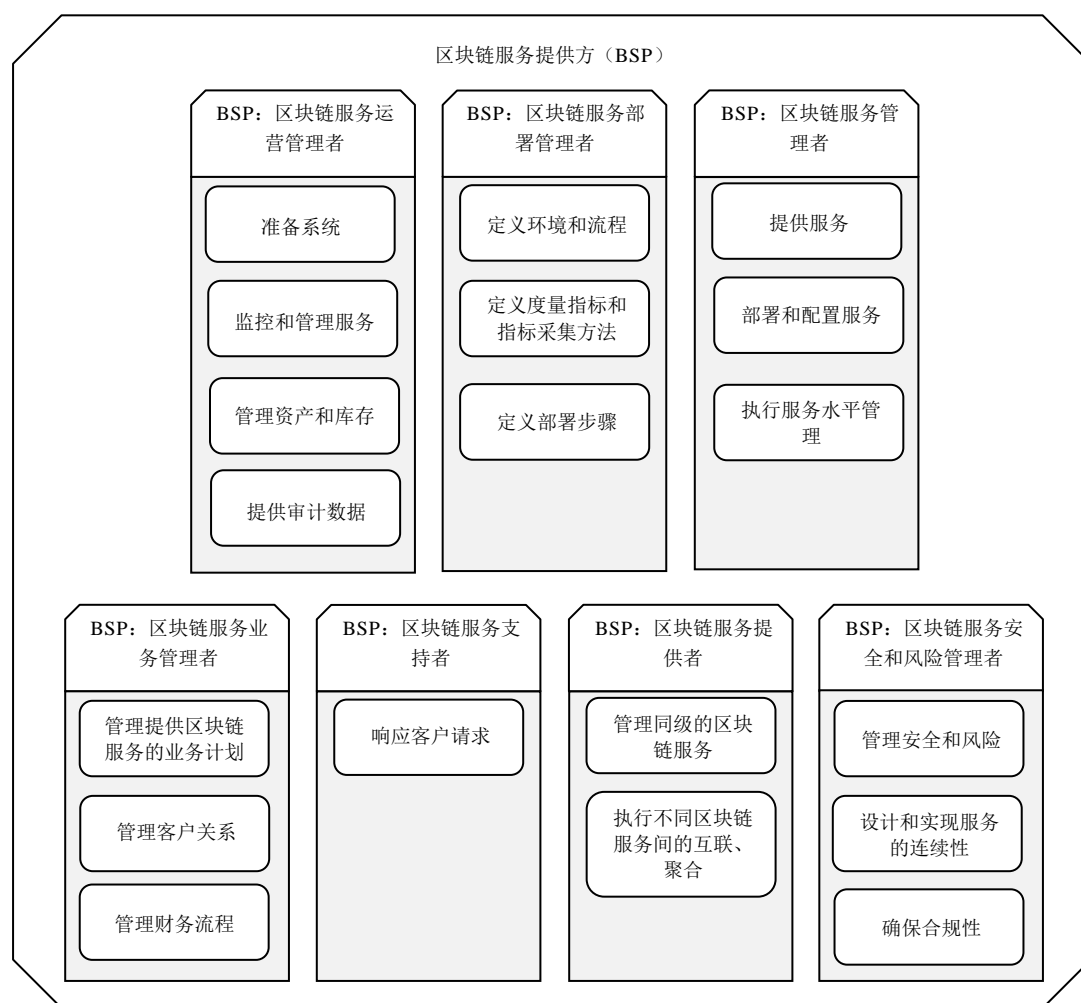 区块链服务提供方（BSP）
BSP：区块链服务运
营管理者
准备系统
监控和管理服务
管理资产和库存
提供审计数据
BSP：区块链服务部
署管理者
定义环境和流程
定义度量指标和
指标采集方法
定义部署步骤
BSP：区块链服务管
理者
提供服务
部署和配置服务
执行服务水平管
理
BSP：区块链服务业
务管理者
管理提供区块链
服务的业务计划
管理客户关系
管理财务流程
BSP：区块链服务支
持者
响应客户请求
BSP：区块链服务提
供者
管理同级的区块
链服务
执行不同区块链
服务间的互联、
聚合
BSP：区块链服务安
全和风险管理者
管理安全和风险
设计和实现服务
的连续性
确保合规性